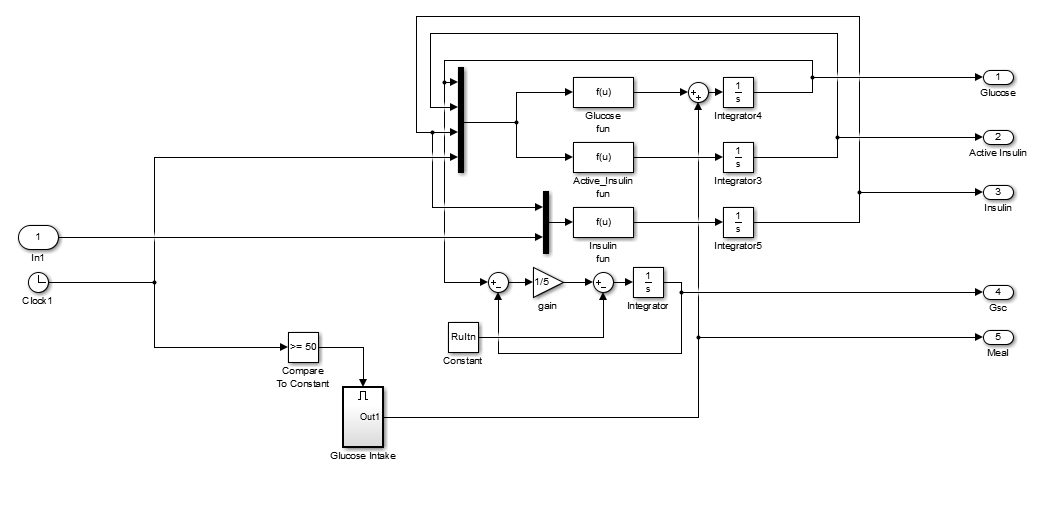 1
Glucose
f(u)
Glucose
fun
+
+
1
s
Integrator4
2
Active Insulin
f(u)
Active_Insulin
fun
1
s
Integrator3
3
Insulin
f(u)
Insulin
fun
1
s
Integrator5
1
In1
Clock1
+
−
1/5
gain
+
−
1
s
Integrator
4
Gsc
RuItn
Constant
5
Meal
>= 50
Compare
To Constant
Out1
Glucose Intake